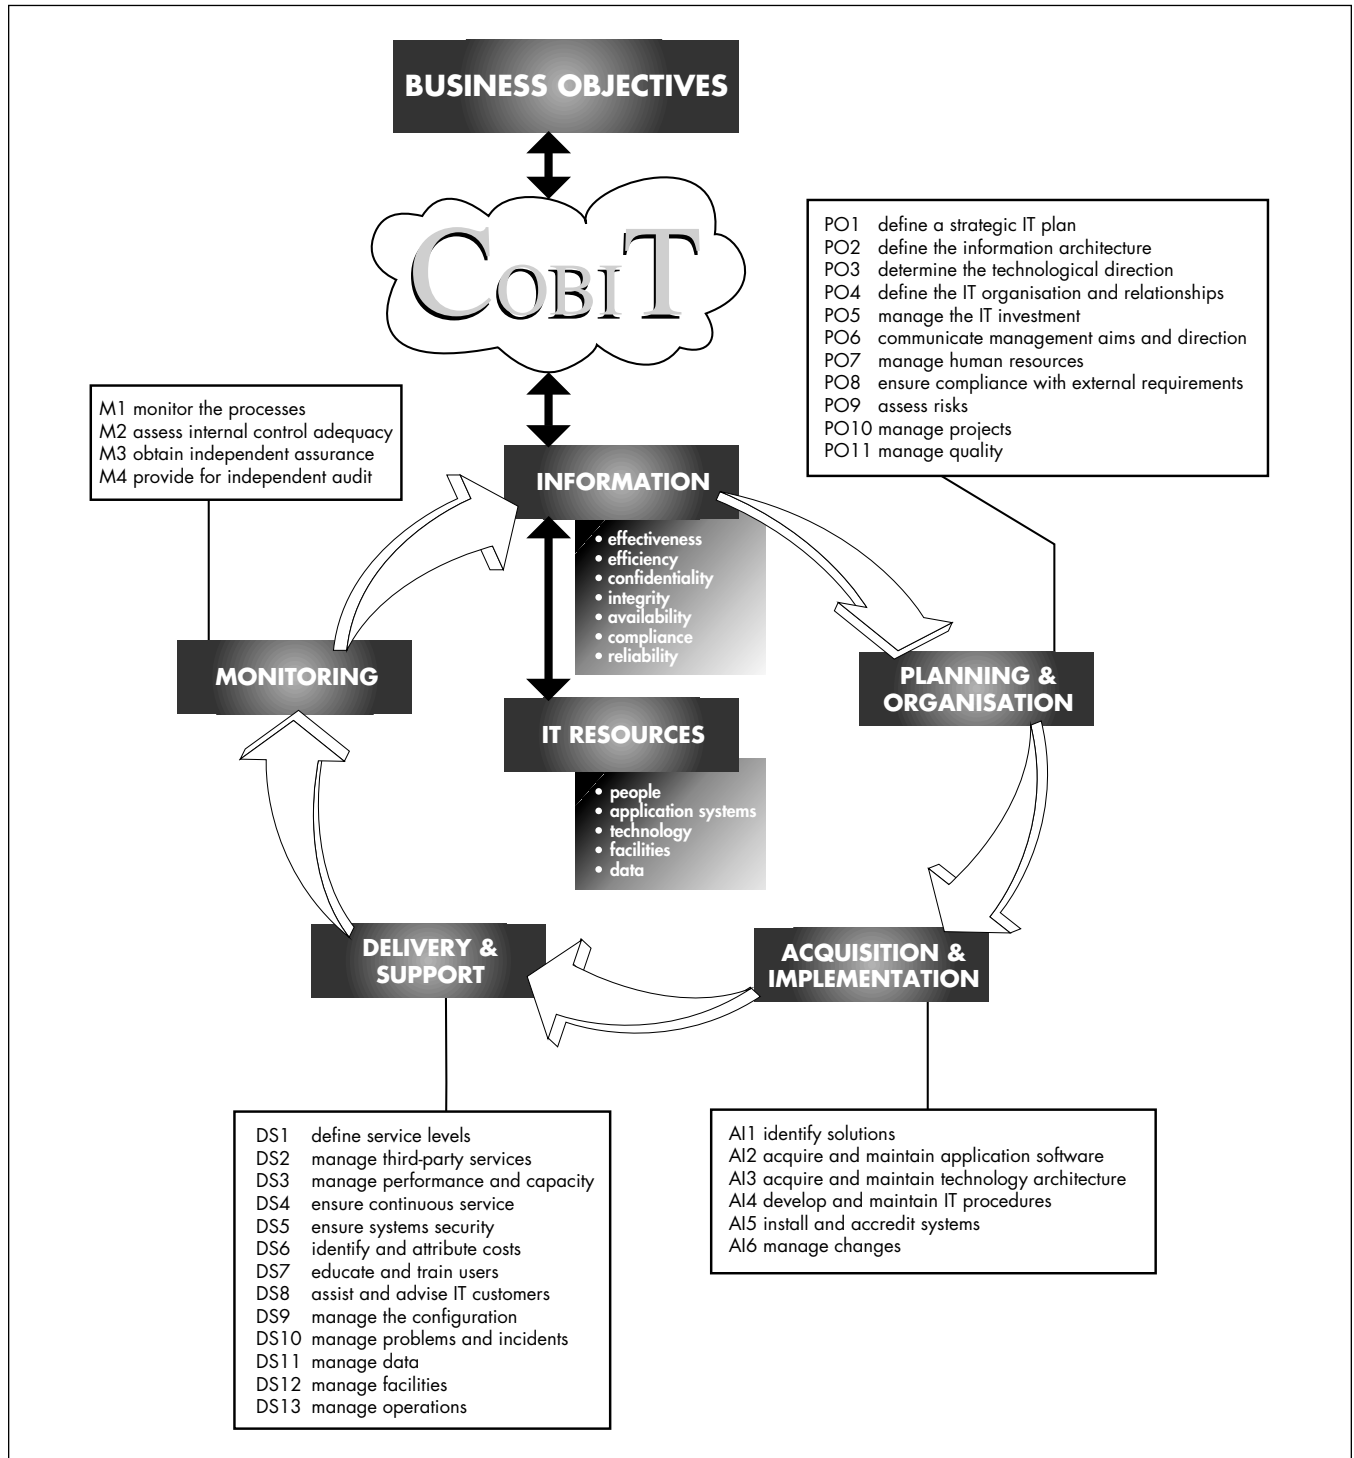 BUSINESS OBJECTIVES
COBIT
PO1 define a strategic IT plan
PO2 define the information architecture
PO3 determine the technological direction
PO4 define the IT organisation and relationships
PO5 manage the IT investment
PO6 communicate management aims and direction
PO7 manage human resources
PO8 ensure compliance with external requirements
PO9 assess risks
PO10 manage projects
PO11 manage quality
M1 monitor the processes
M2 assess internal control adequacy
M3 obtain independent assurance
M4 provide for independent audit
INFORMATION
• effectiveness
• efficiency
• confidentiality
• integrity
• availability
• compliance
• reliability
MONITORING
PLANNING &
ORGANISATION
IT RESOURCES
• people
• application systems
• technology
• facilities
• data
DELIVERY &
SUPPORT
ACQUISITION &
IMPLEMENTATION
DS1 define service levels
DS2 manage third-party services
DS3 manage performance and capacity
DS4 ensure continuous service
DS5 ensure systems security
DS6 identify and attribute costs
DS7 educate and train users
DS8 assist and advise IT customers
DS9 manage the configuration
DS10 manage problems and incidents
DS11 manage data
DS12 manage facilities
DS13 manage operations
AI1 identify solutions
AI2 acquire and maintain application software
AI3 acquire and maintain technology architecture
AI4 develop and maintain IT procedures
AI5 install and accredit systems
AI6 manage changes